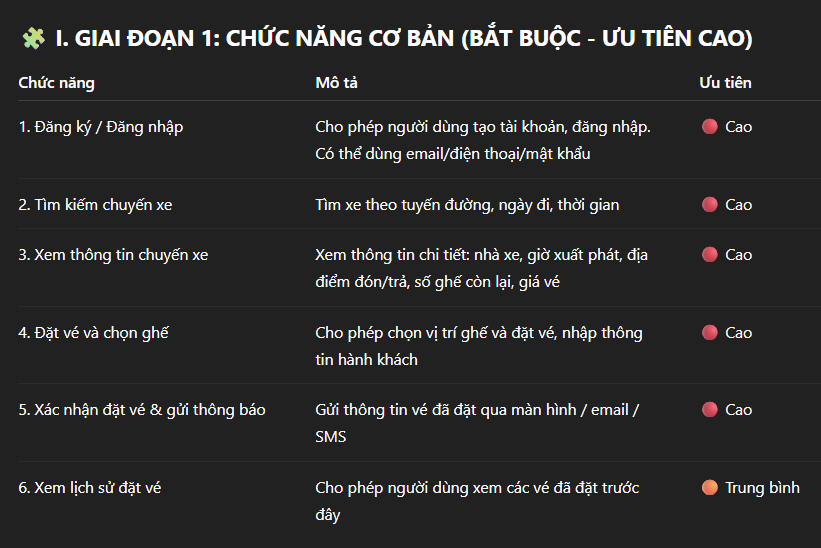 I. GIAI ĐOẠN 1: CHỨC NĂNG CƠ BẢN (BẮT BUỘC - ƯU TIÊN CAO)
Chức năng Mô tả Ưu tiên
1. Đăng ký / Đăng nhập Cho phép người dùng tạo tài khoản, đăng nhập. Cao
Có thể dùng email/điện thoại/mật khẩu
2. Tìm kiếm chuyến xe Tìm xe theo tuyến đường, ngày đi, thời gian Cao
3. Xem thông tin chuyến xe Xem thông tin chi tiết: nhà xe, giờ xuất phát, địa Cao
điểm đón/trả, số ghế còn lại, giá vé
4. Đặt vé và chọn ghế Cho phép chọn vị trí ghế và đặt vé, nhập thông Cao
tin hành khách
5. Xác nhận đặt vé & gửi thông báo Gửi thông tin vé đã đặt qua màn hình / email / Cao
SMS
6. Xem lịch sử đặt vé Cho phép người dùng xem các vé đã đặt trước Trung bình
đây